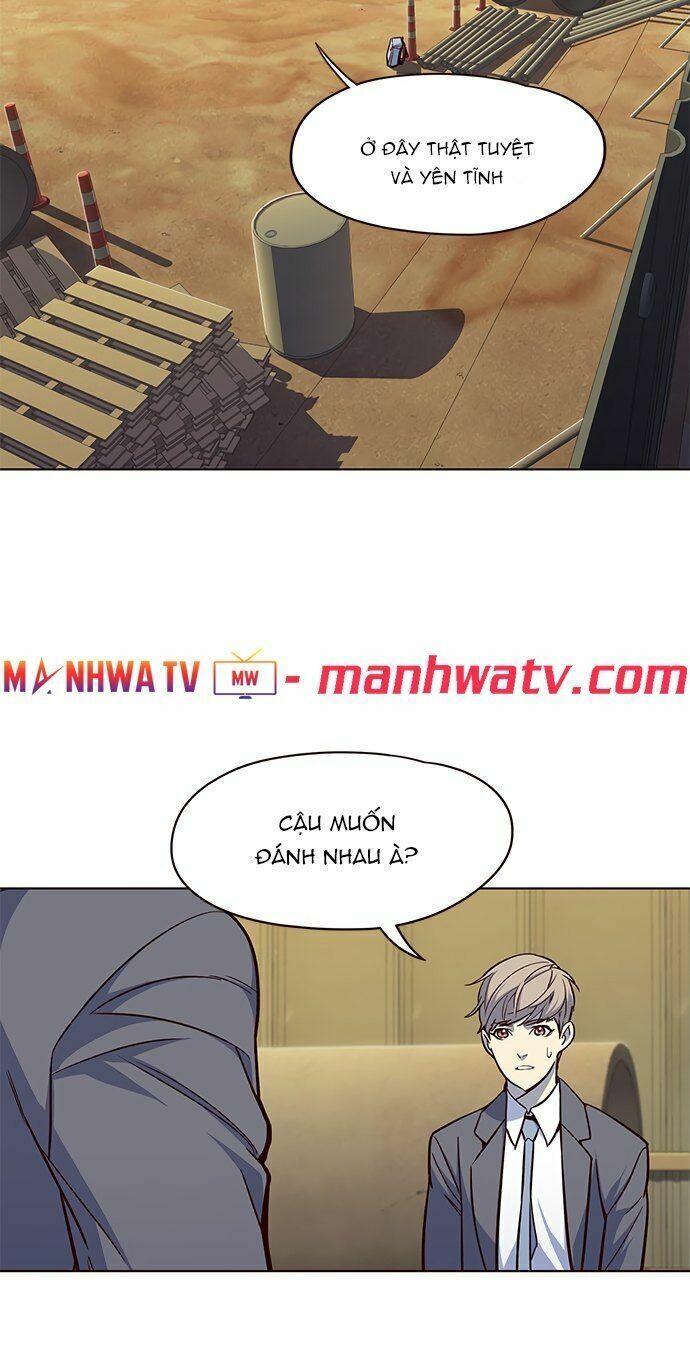 Ở ĐÂY THẬT TUYỆT
VÀ YÊN TĨNH
MANHWA TV MW - manhwatv.com
CẬU MUỐN
ĐÁNH NHAU À?